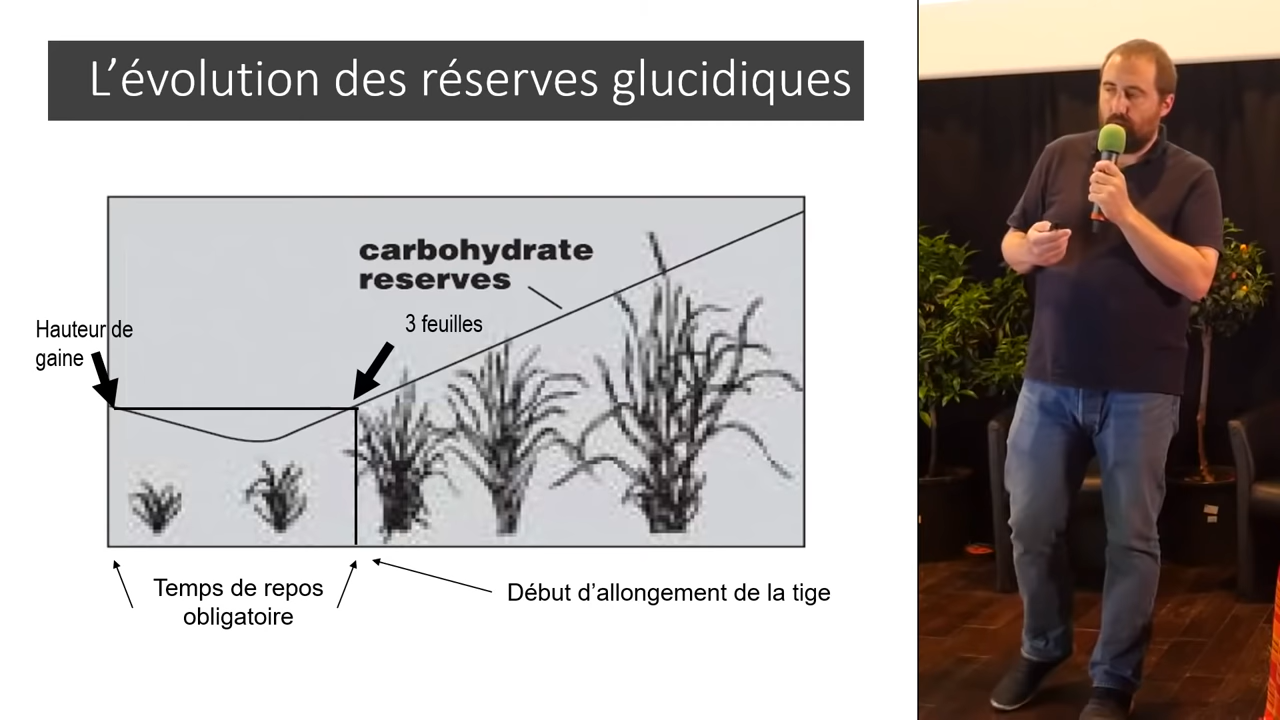 L’évolution des réserves glucidiques
carbohydrate
reserves
3 feuilles
Hauteur de
gaine
Temps de repos
obligatoire
Début d’allongement de la tige